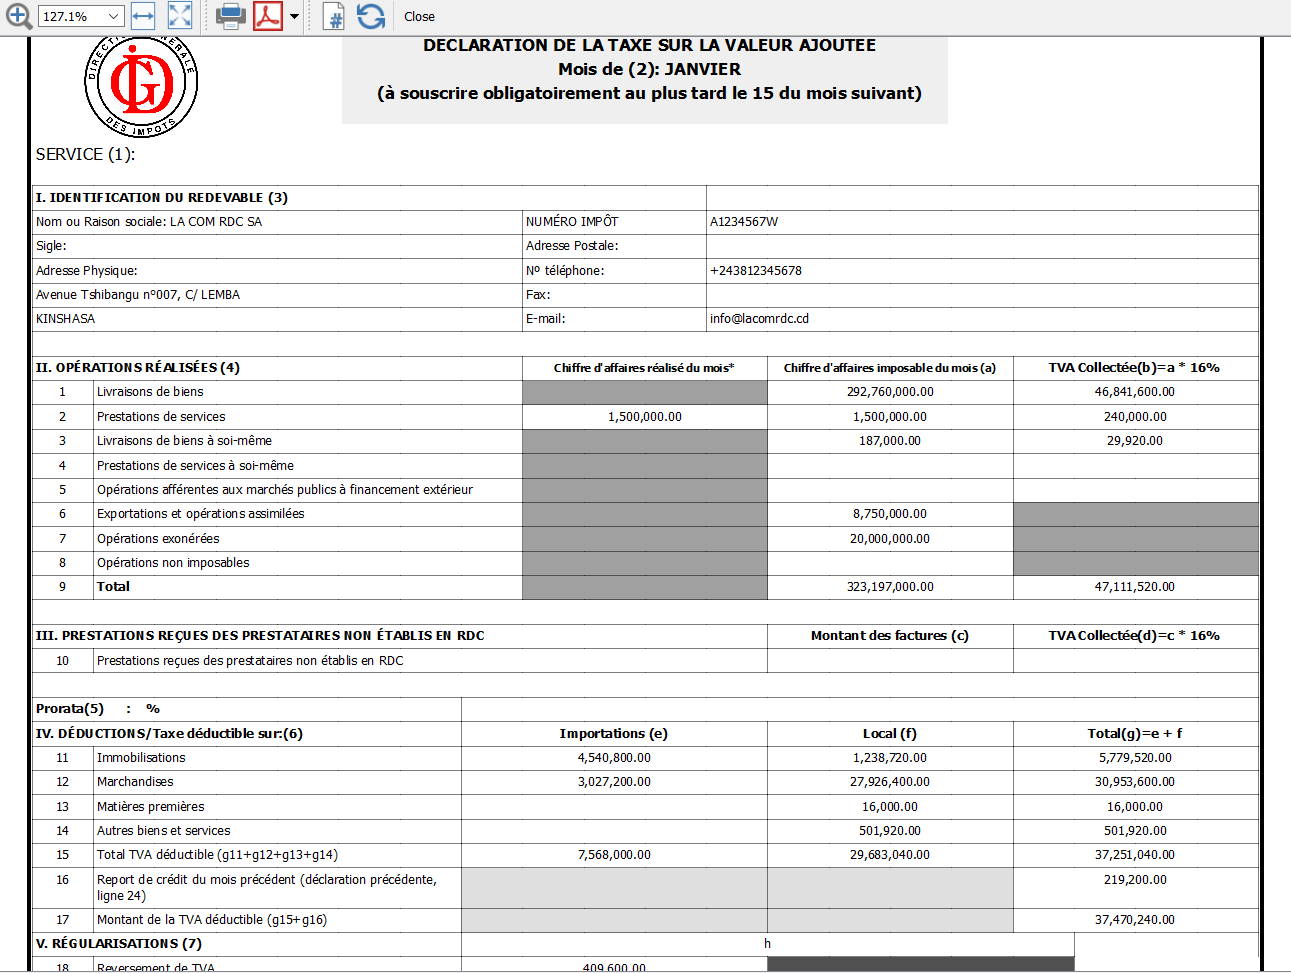 127.1%
Close
DIRECTION GENERALE
DGI
DES IMPOTS
DECLARATION DE LA TAXE SUR LA VALEUR AJOUTEE
Mois de (2): JANVIER
(à souscrire obligatoirement au plus tard le 15 du mois suivant)
SERVICE (1):
I. IDENTIFICATION DU REDEVABLE (3)
Nom ou Raison sociale: LA COM RDC SA NUMÉRO IMPÔT A1234567W
Sigle: Adresse Postale:
Adresse Physique: Nº téléphone: +243812345678
Avenue Tshibangu nº007, C/ LEMBA Fax:
KINSHASA E-mail: info@lacomrdc.cd
II. OPÉRATIONS RÉALISÉES (4) Chiffre d'affaires réalisé du mois* Chiffre d'affaires imposable du mois (a) TVA Collectée(b)=a * 16%
1 Livraisons de biens 292,760,000.00 46,841,600.00
2 Prestations de services 1,500,000.00 1,500,000.00 240,000.00
3 Livraisons de biens à soi-même 187,000.00 29,920.00
4 Prestations de services à soi-même
5 Opérations afférentes aux marchés publics à financement extérieur
6 Exportations et opérations assimilées 8,750,000.00
7 Opérations exonérées 20,000,000.00
8 Opérations non imposables
9 Total 323,197,000.00 47,111,520.00
III. PRESTATIONS REÇUES DES PRESTATAIRES NON ÉTABLIS EN RDC Montant des factures (c) TVA Collectée(d)=c * 16%
10 Prestations reçues des prestataires non établis en RDC
Prorata(5) : %
IV. DÉDUCTIONS/Taxe déductible sur:(6) Importations (e) Local (f) Total(g)=e + f
11 Immobilisations 4,540,800.00 1,238,720.00 5,779,520.00
12 Marchandises 3,027,200.00 27,926,400.00 30,953,600.00
13 Matières premières 16,000.00 16,000.00
14 Autres biens et services 501,920.00 501,920.00
15 Total TVA déductible (g11+g12+g13+g14) 7,568,000.00 29,683,040.00 37,251,040.00
16 Report de crédit du mois précédent (déclaration précédente, 219,200.00
ligne 24)
17 Montant de la TVA déductible (g15+g16) 37,470,240.00
V. RÉGULARISATIONS (7) h
18 Reversement de TVA 409,600.00